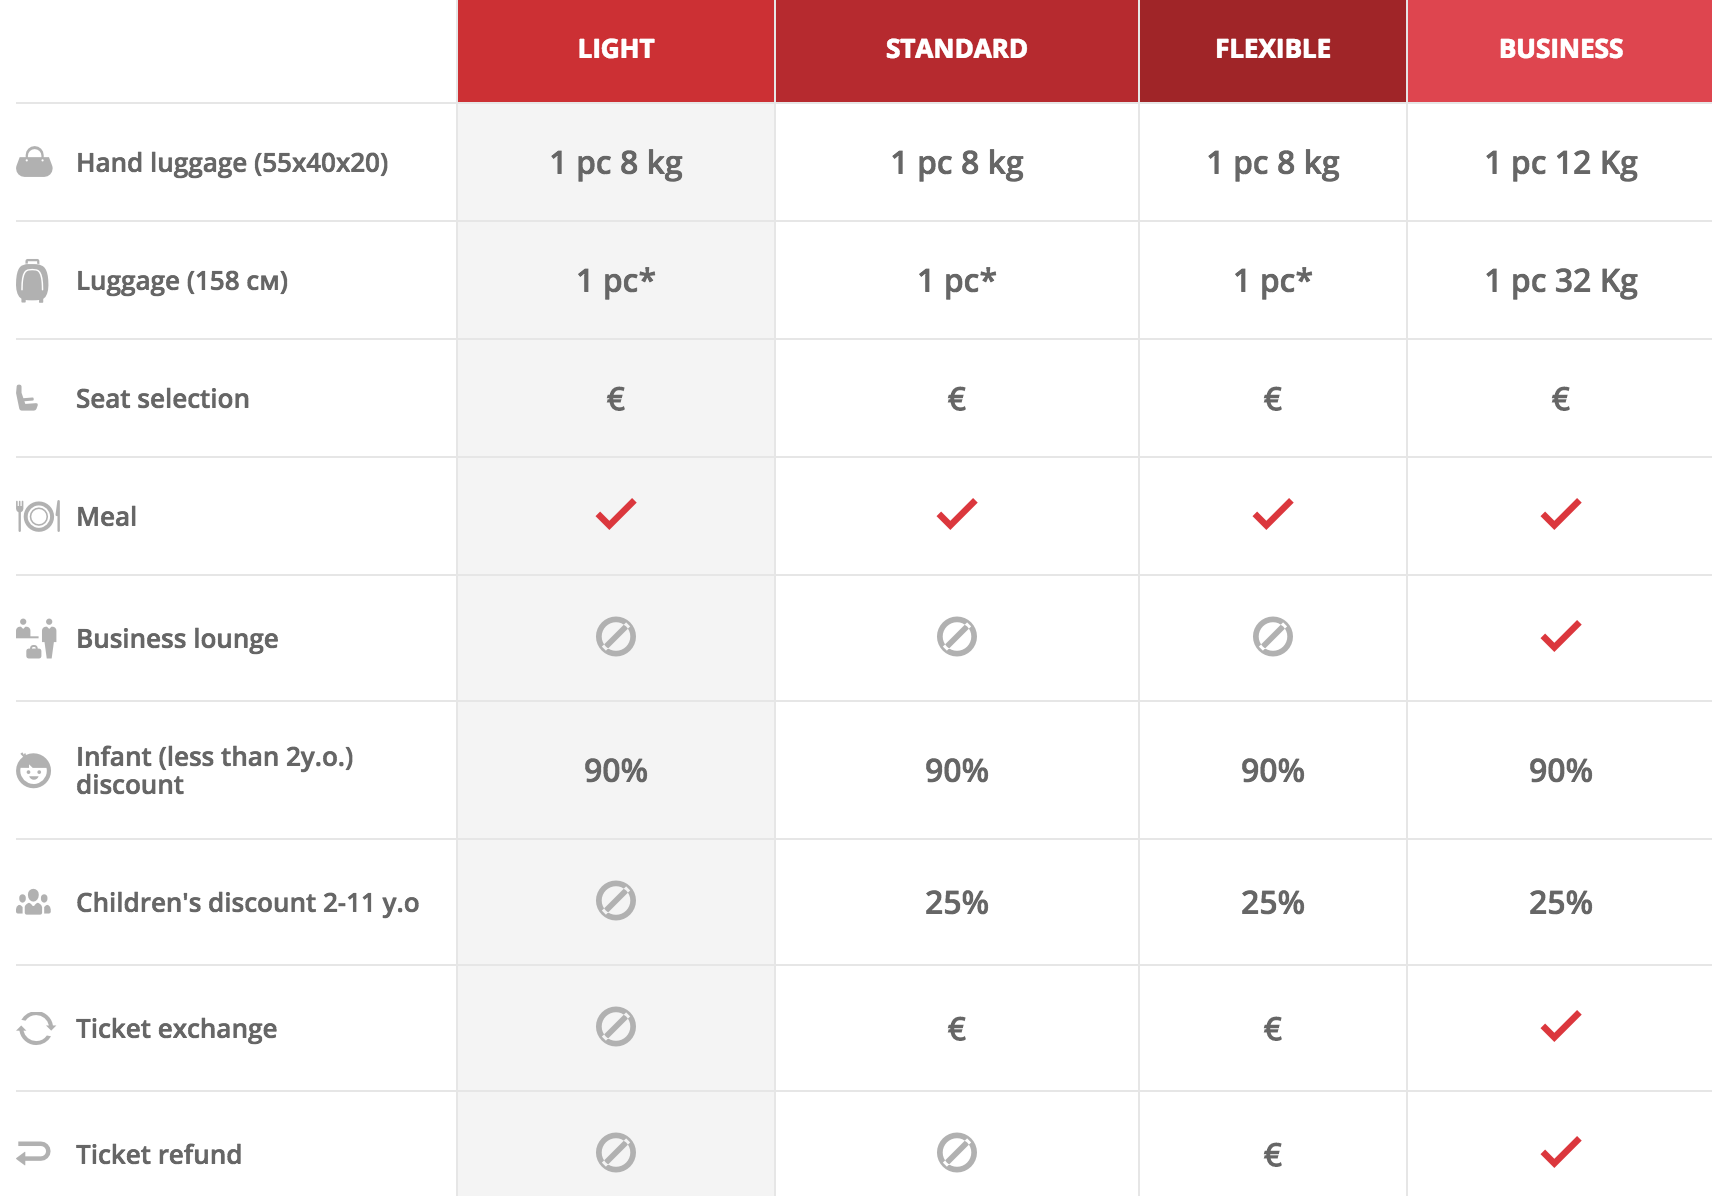 LIGHT STANDARD FLEXIBLE BUSINESS
Hand luggage (55x40x20) 1 pc 8 kg 1 pc 8 kg 1 pc 8 kg 1 pc 12 Kg
Luggage (158 см) 1 pc* 1 pc* 1 pc* 1 pc 32 Kg
Seat selection € € € €
Meal
Business lounge
Infant (less than 2y.o.)
discount 90% 90% 90% 90%
Children's discount 2-11 y.o 25% 25% 25%
Ticket exchange € €
Ticket refund €